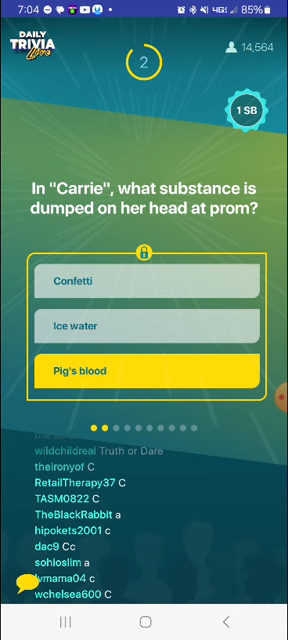 7:04
4G
85%
DAILY
TRIVIA
Live
2
14,564
1 SB
In "Carrie", what substance is
dumped on her head at prom?
Confetti
Ice water
Pig's blood
wildchildreal Truth or Dare
theironyof C
RetailTherapy37 C
TASM0822 C
TheBlackRabbit a
hipokets2001 c
dac9 Cc
sohioslim a
lymama04 c
wchelsea600 C